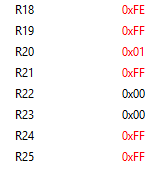 R18 0xFE
R19 0xFF
R20 0x01
R21 0xFF
R22 0x00
R23 0x00
R24 0xFF
R25 0xFF